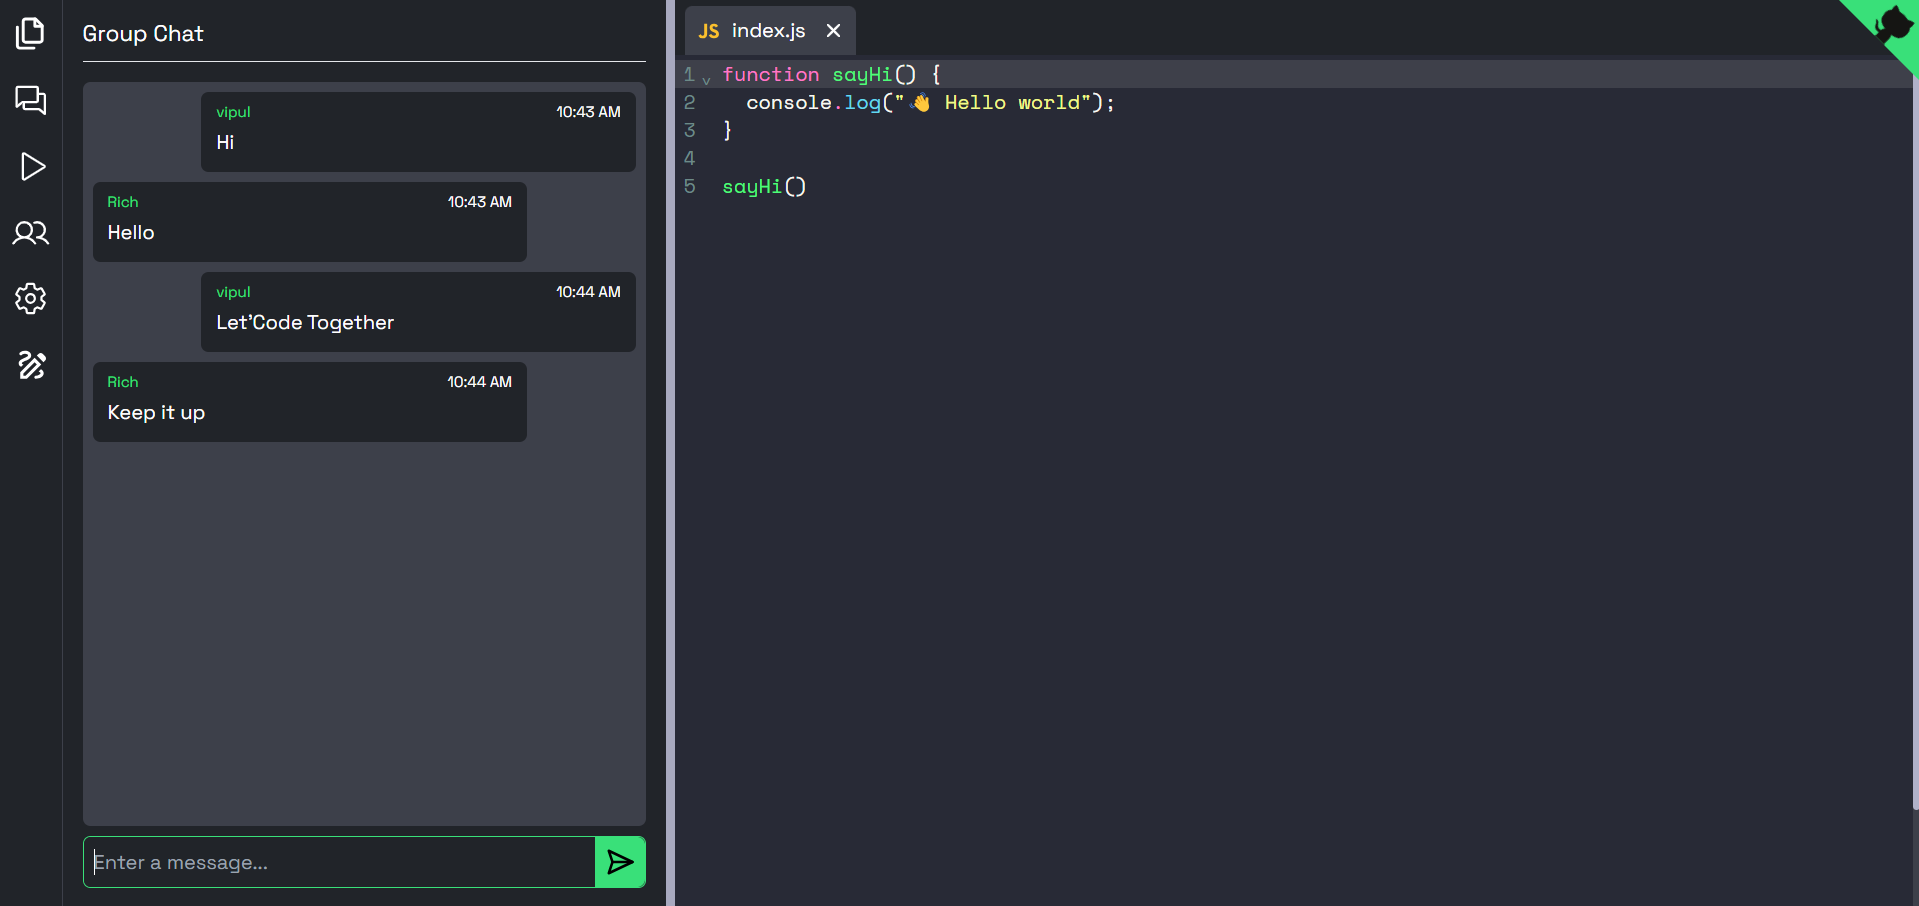 Group Chat
vipul 10:43 AM
Hi
Rich 10:43 AM
Hello
vipul 10:44 AM
Let'Code Together
Rich 10:44 AM
Keep it up
Enter a message...
JS index.js
1 function sayHi() {
2 console.log("👋 Hello world");
3 }
4
5 sayHi()